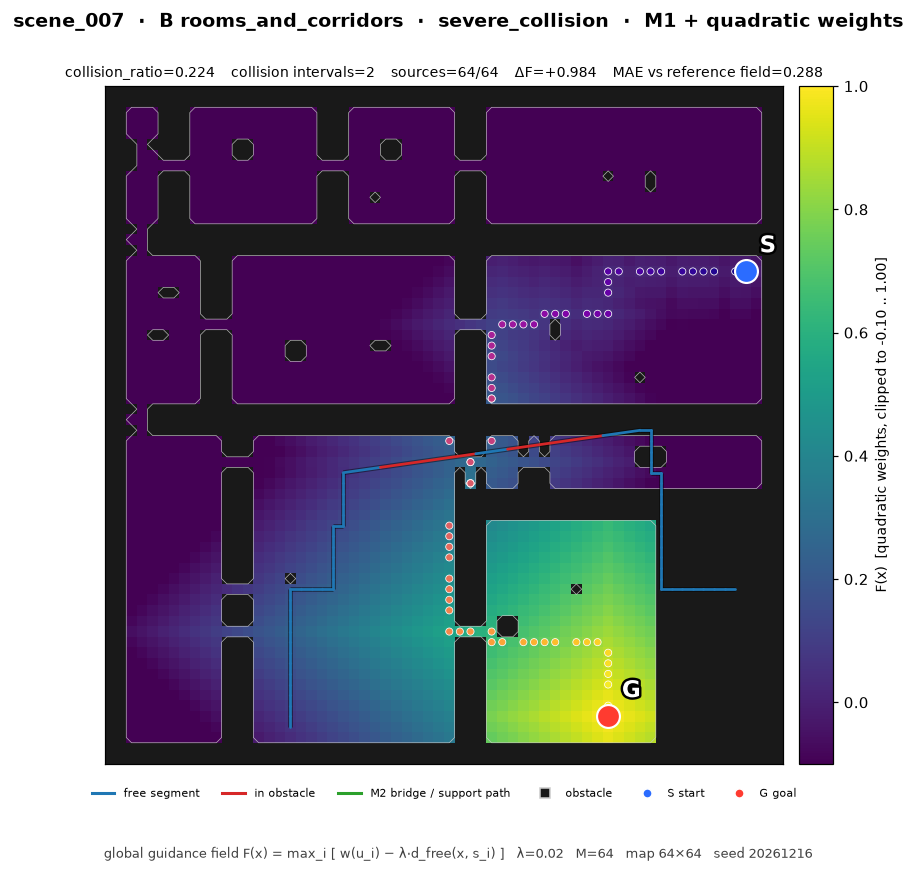 scene_007 · B rooms_and_corridors · severe_collision · M1 + quadratic weights
collision_ratio=0.224 collision intervals=2 sources=64/64 ΔF=+0.984 MAE vs reference field=0.288
S
G
1.0
0.8
0.6
0.4
0.2
0.0
F(x) [quadratic weights, clipped to -0.10 .. 1.00]
free segment
in obstacle
M2 bridge / support path
obstacle
S start
G goal
global guidance field F(x) = max_i [ w(u_i) − λ·d_free(x, s_i) ] λ=0.02 M=64 map 64×64 seed 20261216